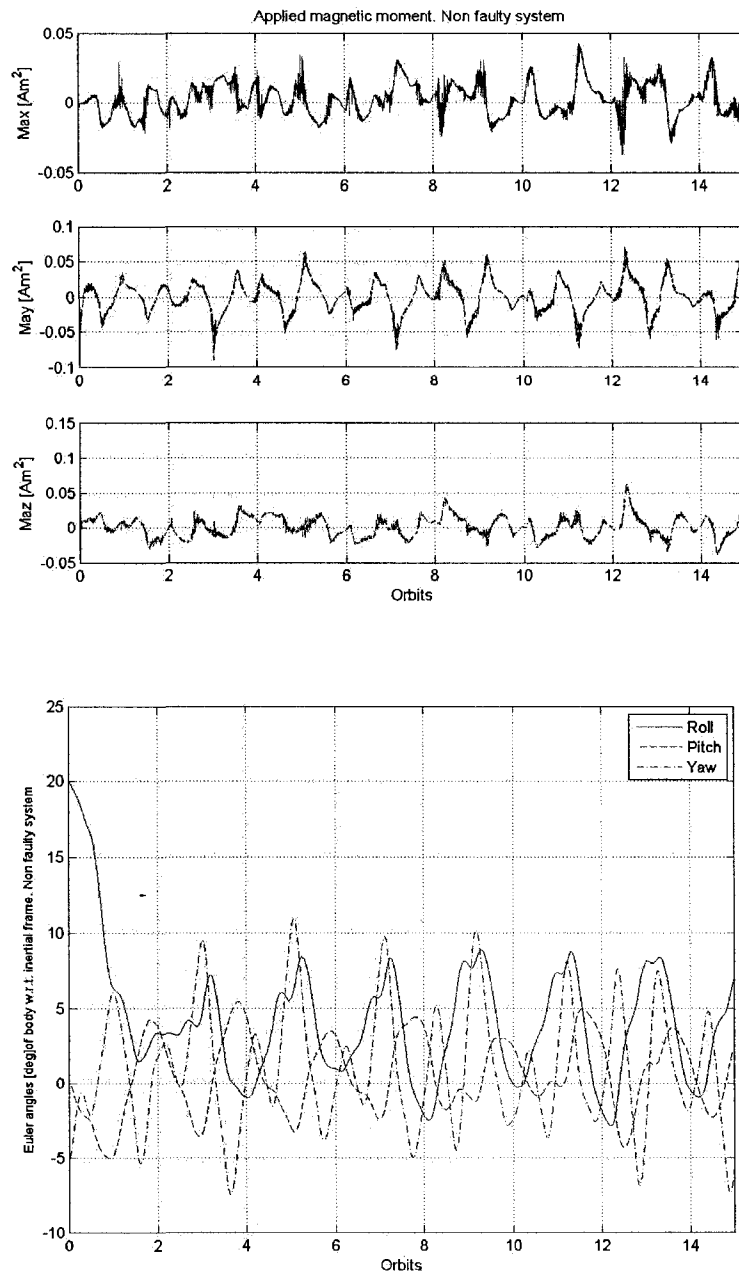 Applied magnetic moment. Non faulty system
0.05
0
-0.05
Max [Am²]
0 2 4 6 8 10 12 14
0.1
0.05
0
-0.05
-0.1
May [Am²]
0 2 4 6 8 10 12 14
0.15
0.1
0.05
0
-0.05
Maz [Am²]
0 2 4 6 8 10 12 14
Orbits
25
20
15
10
5
0
-5
-10
Euler angles [deg]of body w.r.t. inertial frame. Non faulty system
Roll
Pitch
Yaw
0 2 4 6 8 10 12 14
Orbits